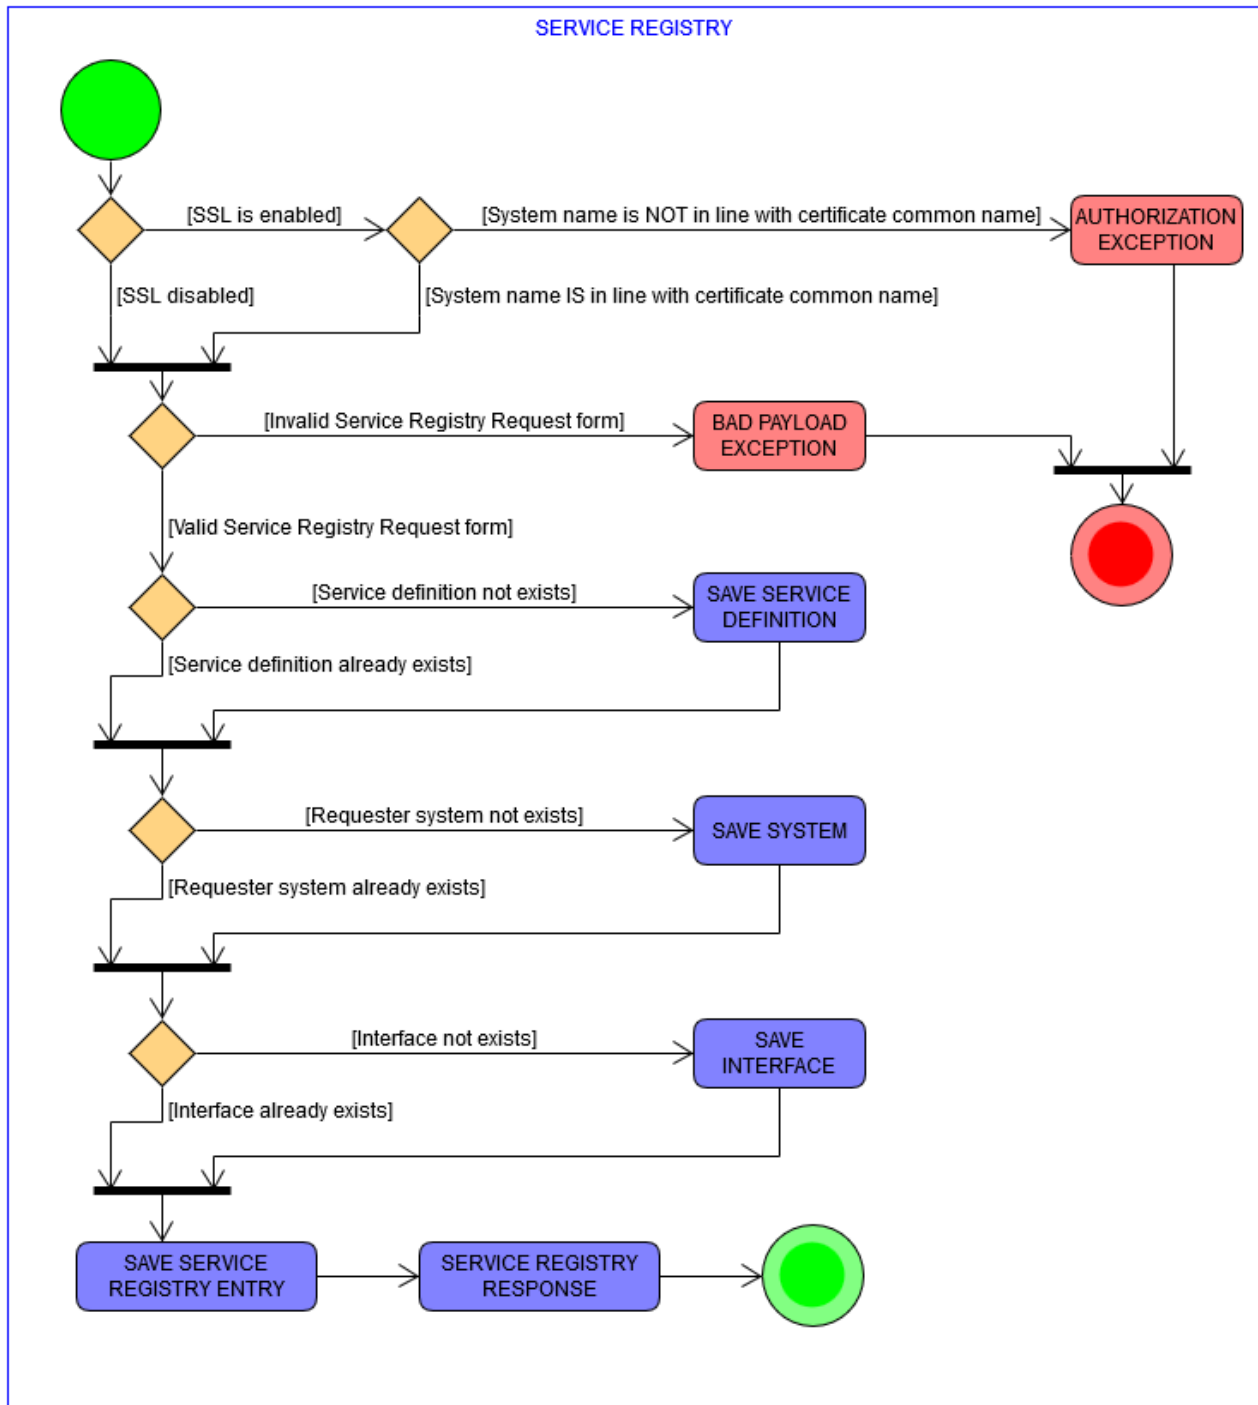 SERVICE REGISTRY
[SSL is enabled]
[System name is NOT in line with certificate common name]
AUTHORIZATION
EXCEPTION
[SSL disabled]
[System name IS in line with certificate common name]
[Invalid Service Registry Request form]
BAD PAYLOAD
EXCEPTION
[Valid Service Registry Request form]
[Service definition not exists]
SAVE SERVICE
DEFINITION
[Service definition already exists]
[Requester system not exists]
SAVE SYSTEM
[Requester system already exists]
[Interface not exists]
SAVE
INTERFACE
[Interface already exists]
SAVE SERVICE
REGISTRY ENTRY
SERVICE REGISTRY
RESPONSE